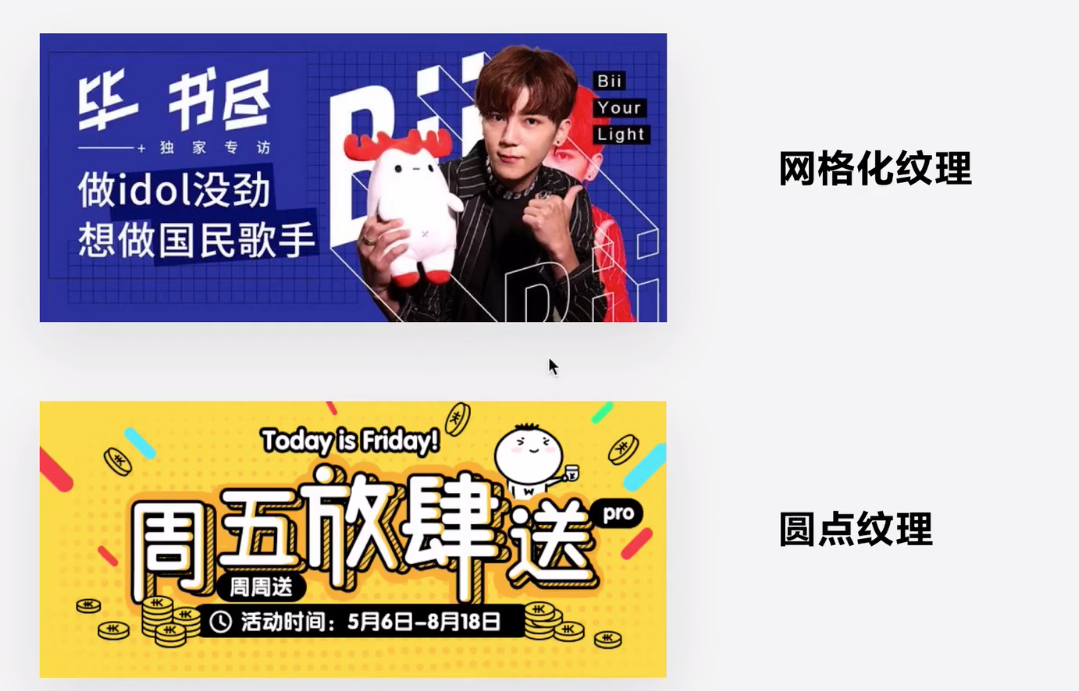 毕书尽
+独家专访
做idol没劲
想做国民歌手
Bii
Bii
Your
Light
Bii
网格化纹理
Today is Friday!
周五放肆送
pro
周周送
活动时间：5月6日-8月18日
圆点纹理